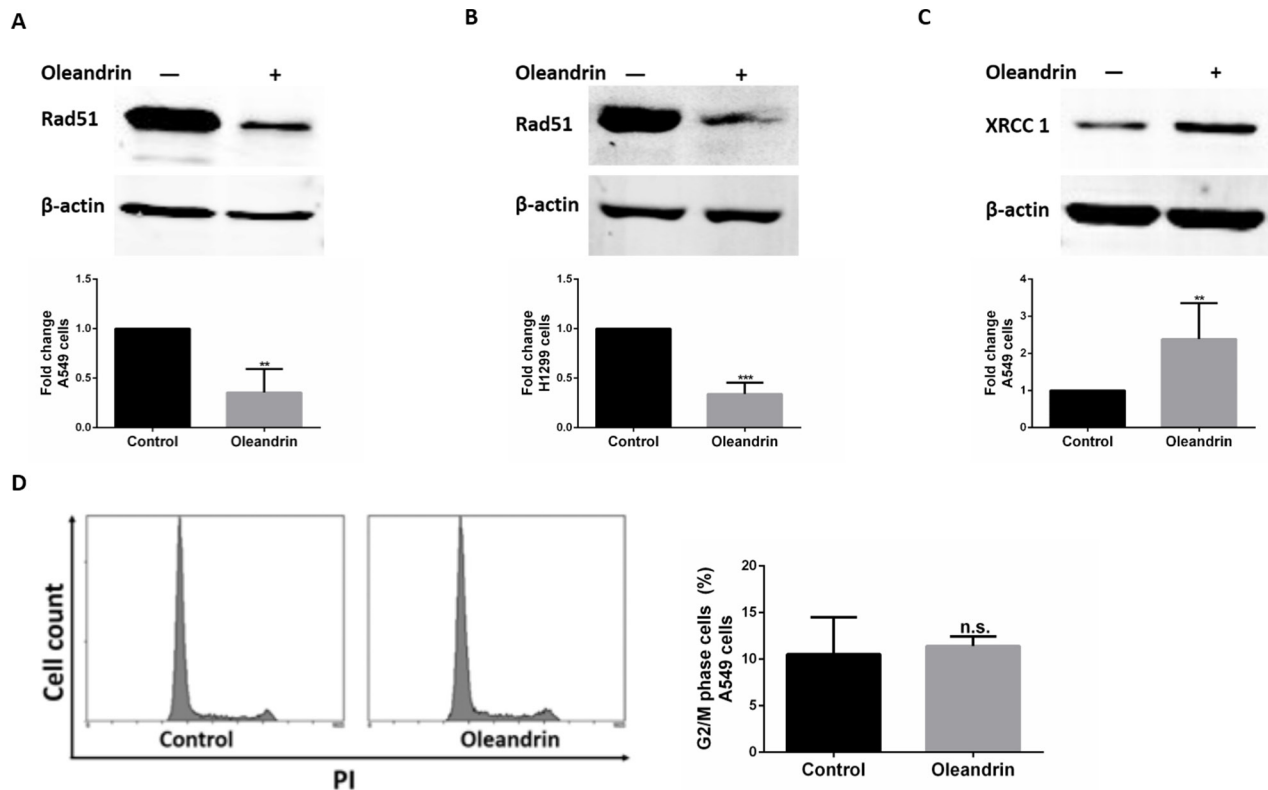 A
Oleandrin — +
Rad51
β-actin
Fold change
A549 cells
1.5
1.0
0.5
0.0
**
Control Oleandrin
B
Oleandrin — +
Rad51
β-actin
Fold change
H1299 cells
1.5
1.0
0.5
0.0
***
Control Oleandrin
C
Oleandrin — +
XRCC 1
β-actin
Fold change
A549 cells
4
3
2
1
0
**
Control Oleandrin
D
Cell count
Control Oleandrin
PI
G2/M phase cells (%)
A549 cells
20
15
10
5
0
n.s.
Control Oleandrin